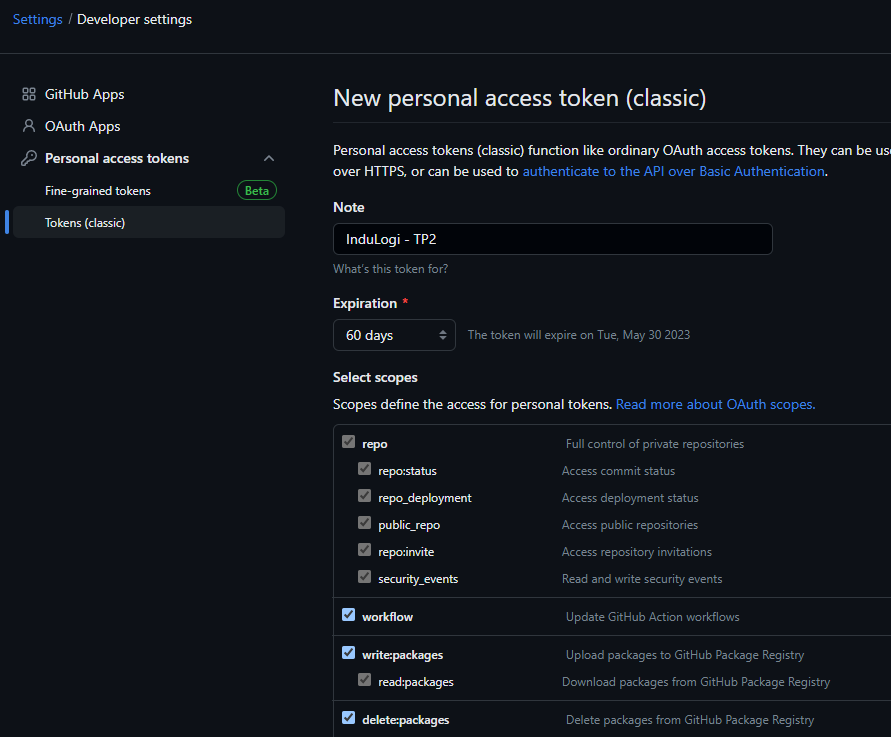 Settings / Developer settings
GitHub Apps
OAuth Apps
Personal access tokens
Fine-grained tokens Beta
Tokens (classic)
New personal access token (classic)
Personal access tokens (classic) function like ordinary OAuth access tokens. They can be us
over HTTPS, or can be used to authenticate to the API over Basic Authentication.
Note
InduLogi - TP2
What's this token for?
Expiration *
60 days The token will expire on Tue, May 30 2023
Select scopes
Scopes define the access for personal tokens. Read more about OAuth scopes.
repo Full control of private repositories
repo:status Access commit status
repo_deployment Access deployment status
public_repo Access public repositories
repo:invite Access repository invitations
security_events Read and write security events
workflow Update GitHub Action workflows
write:packages Upload packages to GitHub Package Registry
read:packages Download packages from GitHub Package Registry
delete:packages Delete packages from GitHub Package Registry